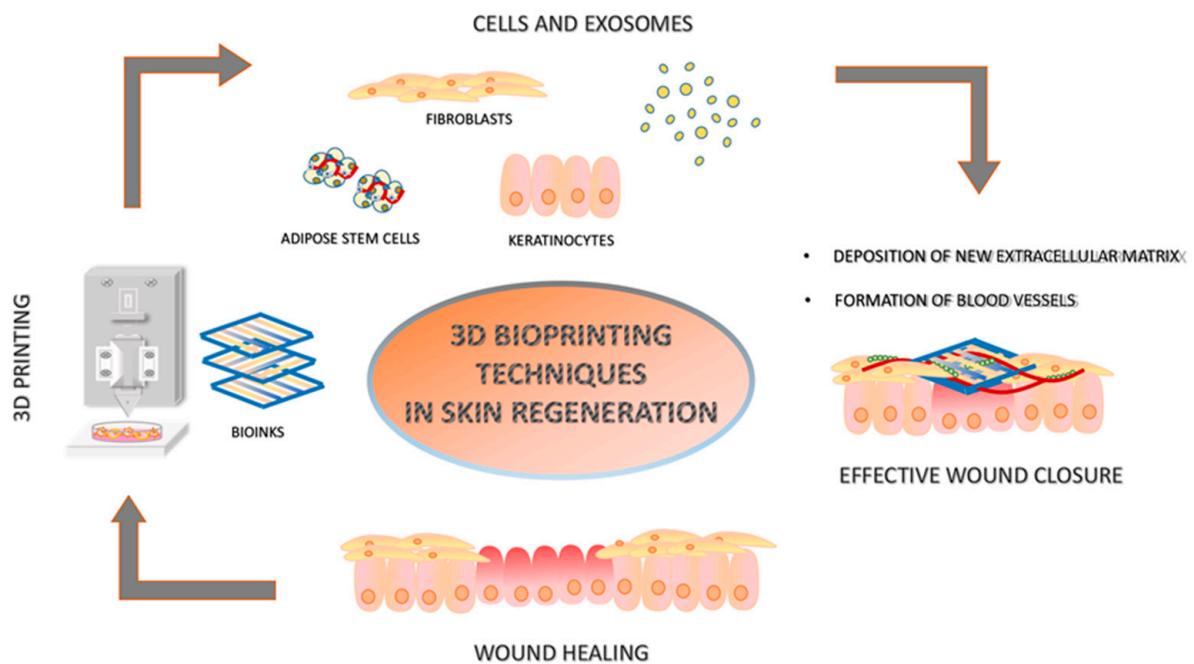 CELLS AND EXOSOMES
FIBROBLASTS
ADIPOSE STEM CELLS
KERATINOCYTES
• DEPOSITION OF NEW EXTRACELLULAR MATRIX
• FORMATION OF BLOOD VESSELS
3D PRINTING
BIOINKS
3D BIOPRINTING
TECHNIQUES
IN SKIN REGENERATION
EFFECTIVE WOUND CLOSURE
WOUND HEALING